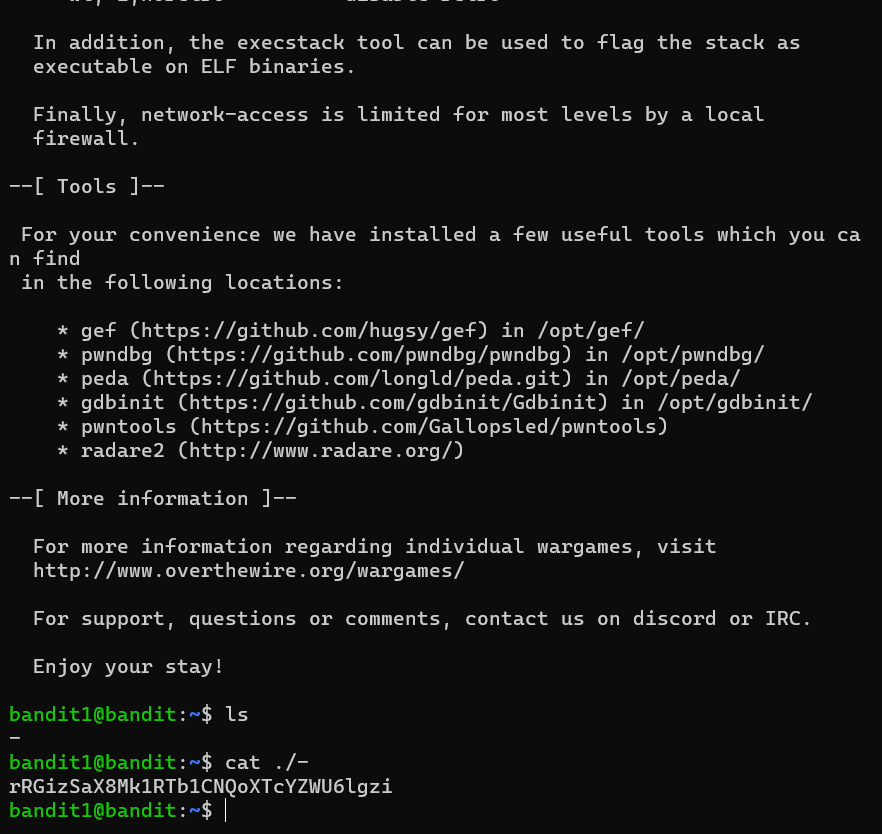 In addition, the execstack tool can be used to flag the stack as
executable on ELF binaries.
Finally, network-access is limited for most levels by a local
firewall.
--[ Tools ]--
For your convenience we have installed a few useful tools which you ca
n find
in the following locations:
* gef (https://github.com/hugsy/gef) in /opt/gef/
* pwndbg (https://github.com/pwndbg/pwndbg) in /opt/pwndbg/
* peda (https://github.com/longld/peda.git) in /opt/peda/
* gdbinit (https://github.com/gdbinit/Gdbinit) in /opt/gdbinit/
* pwntools (https://github.com/Gallopsled/pwntools)
* radare2 (http://www.radare.org/)
--[ More information ]--
For more information regarding individual wargames, visit
http://www.overthewire.org/wargames/
For support, questions or comments, contact us on discord or IRC.
Enjoy your stay!
bandit1@bandit:~$ ls
-
bandit1@bandit:~$ cat ./-
rRGizSaX8Mk1RTb1CNQoXTcYZWU6lgzi
bandit1@bandit:~$